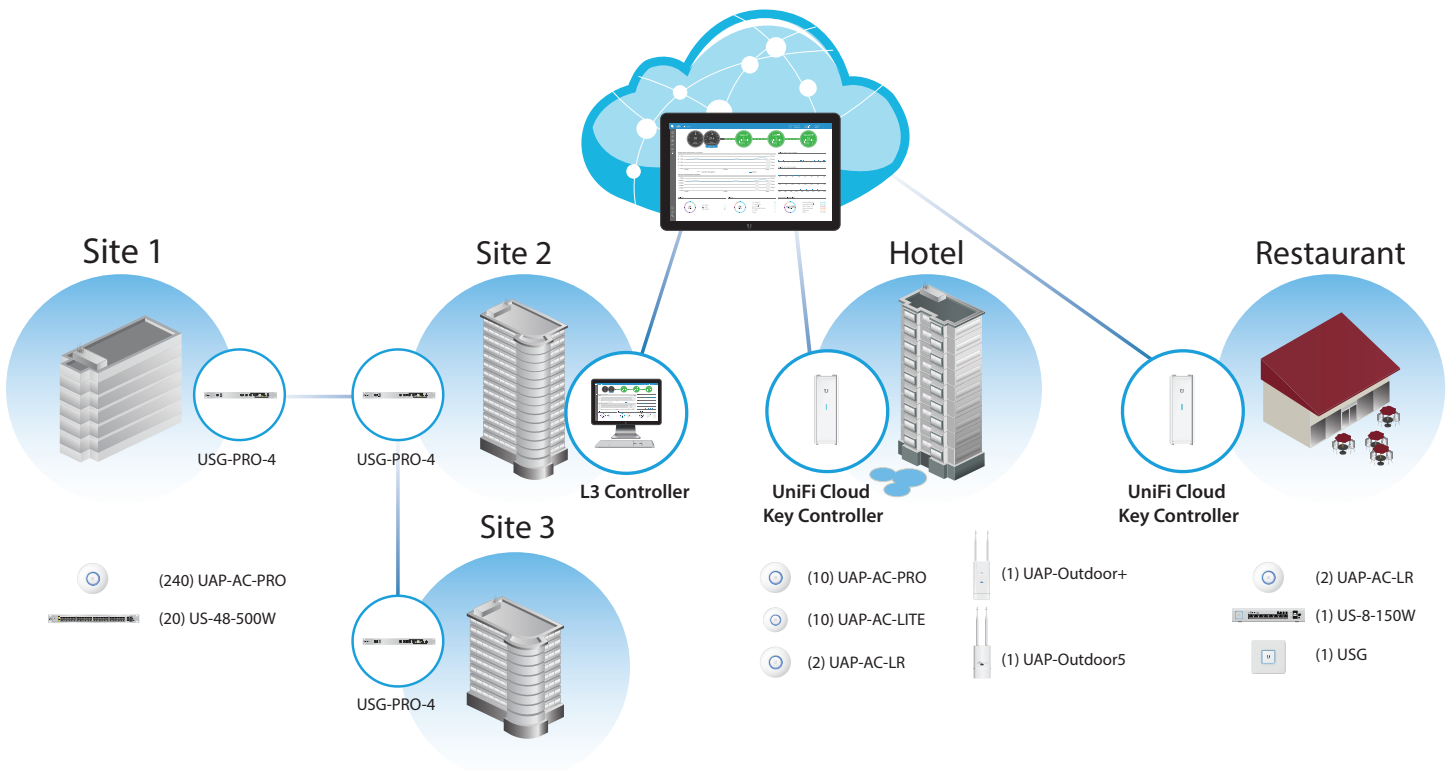 Site 1
Site 2
Hotel
Restaurant
USG-PRO-4
USG-PRO-4
L3 Controller
UniFi Cloud
Key Controller
UniFi Cloud
Key Controller
Site 3
USG-PRO-4
(240) UAP-AC-PRO
(20) US-48-500W
(10) UAP-AC-PRO
(10) UAP-AC-LITE
(2) UAP-AC-LR
(1) UAP-Outdoor+
(1) UAP-Outdoor5
(2) UAP-AC-LR
(1) US-8-150W
(1) USG